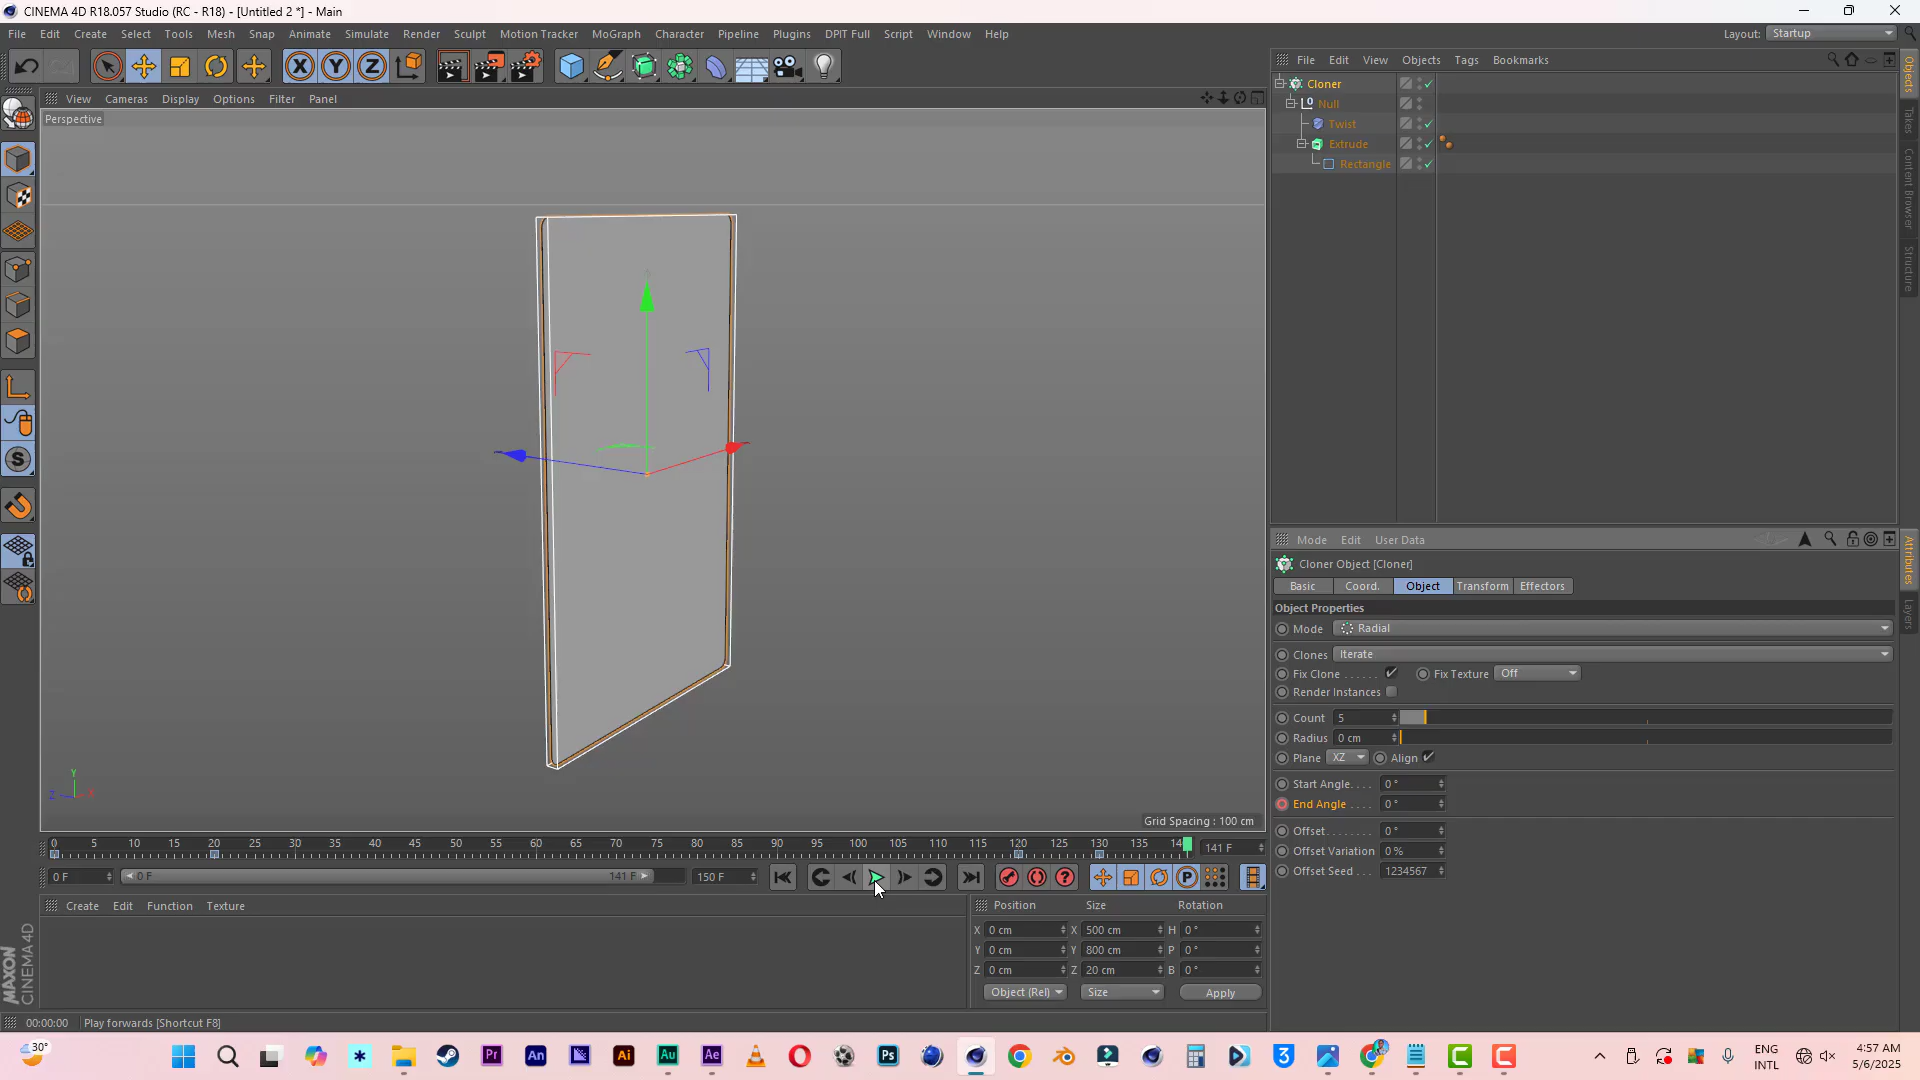 CINEMA 4D R18.057 Studio (RC - R18) - [Untitled 2 *] - Main
File Edit Create Select Tools Mesh Snap Animate Simulate Render Sculpt Motion Tracker MoGraph Character Pipeline Plugins DPIT Full Script Window Help
Layout: Startup
View Cameras Display Options Filter Panel
Perspective
File Edit View Objects Tags Bookmarks
Cloner
Null
Twist
Extrude
Rectangle
Objects
Takes
Content Browser
Structure
Mode Edit User Data
Cloner Object [Cloner]
Basic Coord. Object Transform Effectors
Object Properties
Mode Radial
Clones Iterate
Fix Clone . . . . . . Fix Texture Off
Render Instances
Count 5
Radius 0 cm
Plane XZ Align
Start Angle. . . . 0 °
End Angle . . . . 0 °
Offset. . . . . . . . 0 °
Offset Variation 0 %
Offset Seed . . . 1234567
Attributes
Layers
Y
Z X
Grid Spacing : 100 cm
0 5 10 15 20 25 30 35 40 45 50 55 60 65 70 75 80 85 90 95 100 105 110 115 120 125 130 135 141 F
0 F 0 F 141 F 150 F
Create Edit Function Texture
Position Size Rotation
X 0 cm X 500 cm H 0 °
Y 0 cm Y 800 cm P 0 °
Z 0 cm Z 20 cm B 0 °
Object (Rel) Size Apply
MAXON
CINEMA 4D
00:00:00 Play forwards [Shortcut F8]
30°
ENG
INTL
4:57 AM
5/6/2025